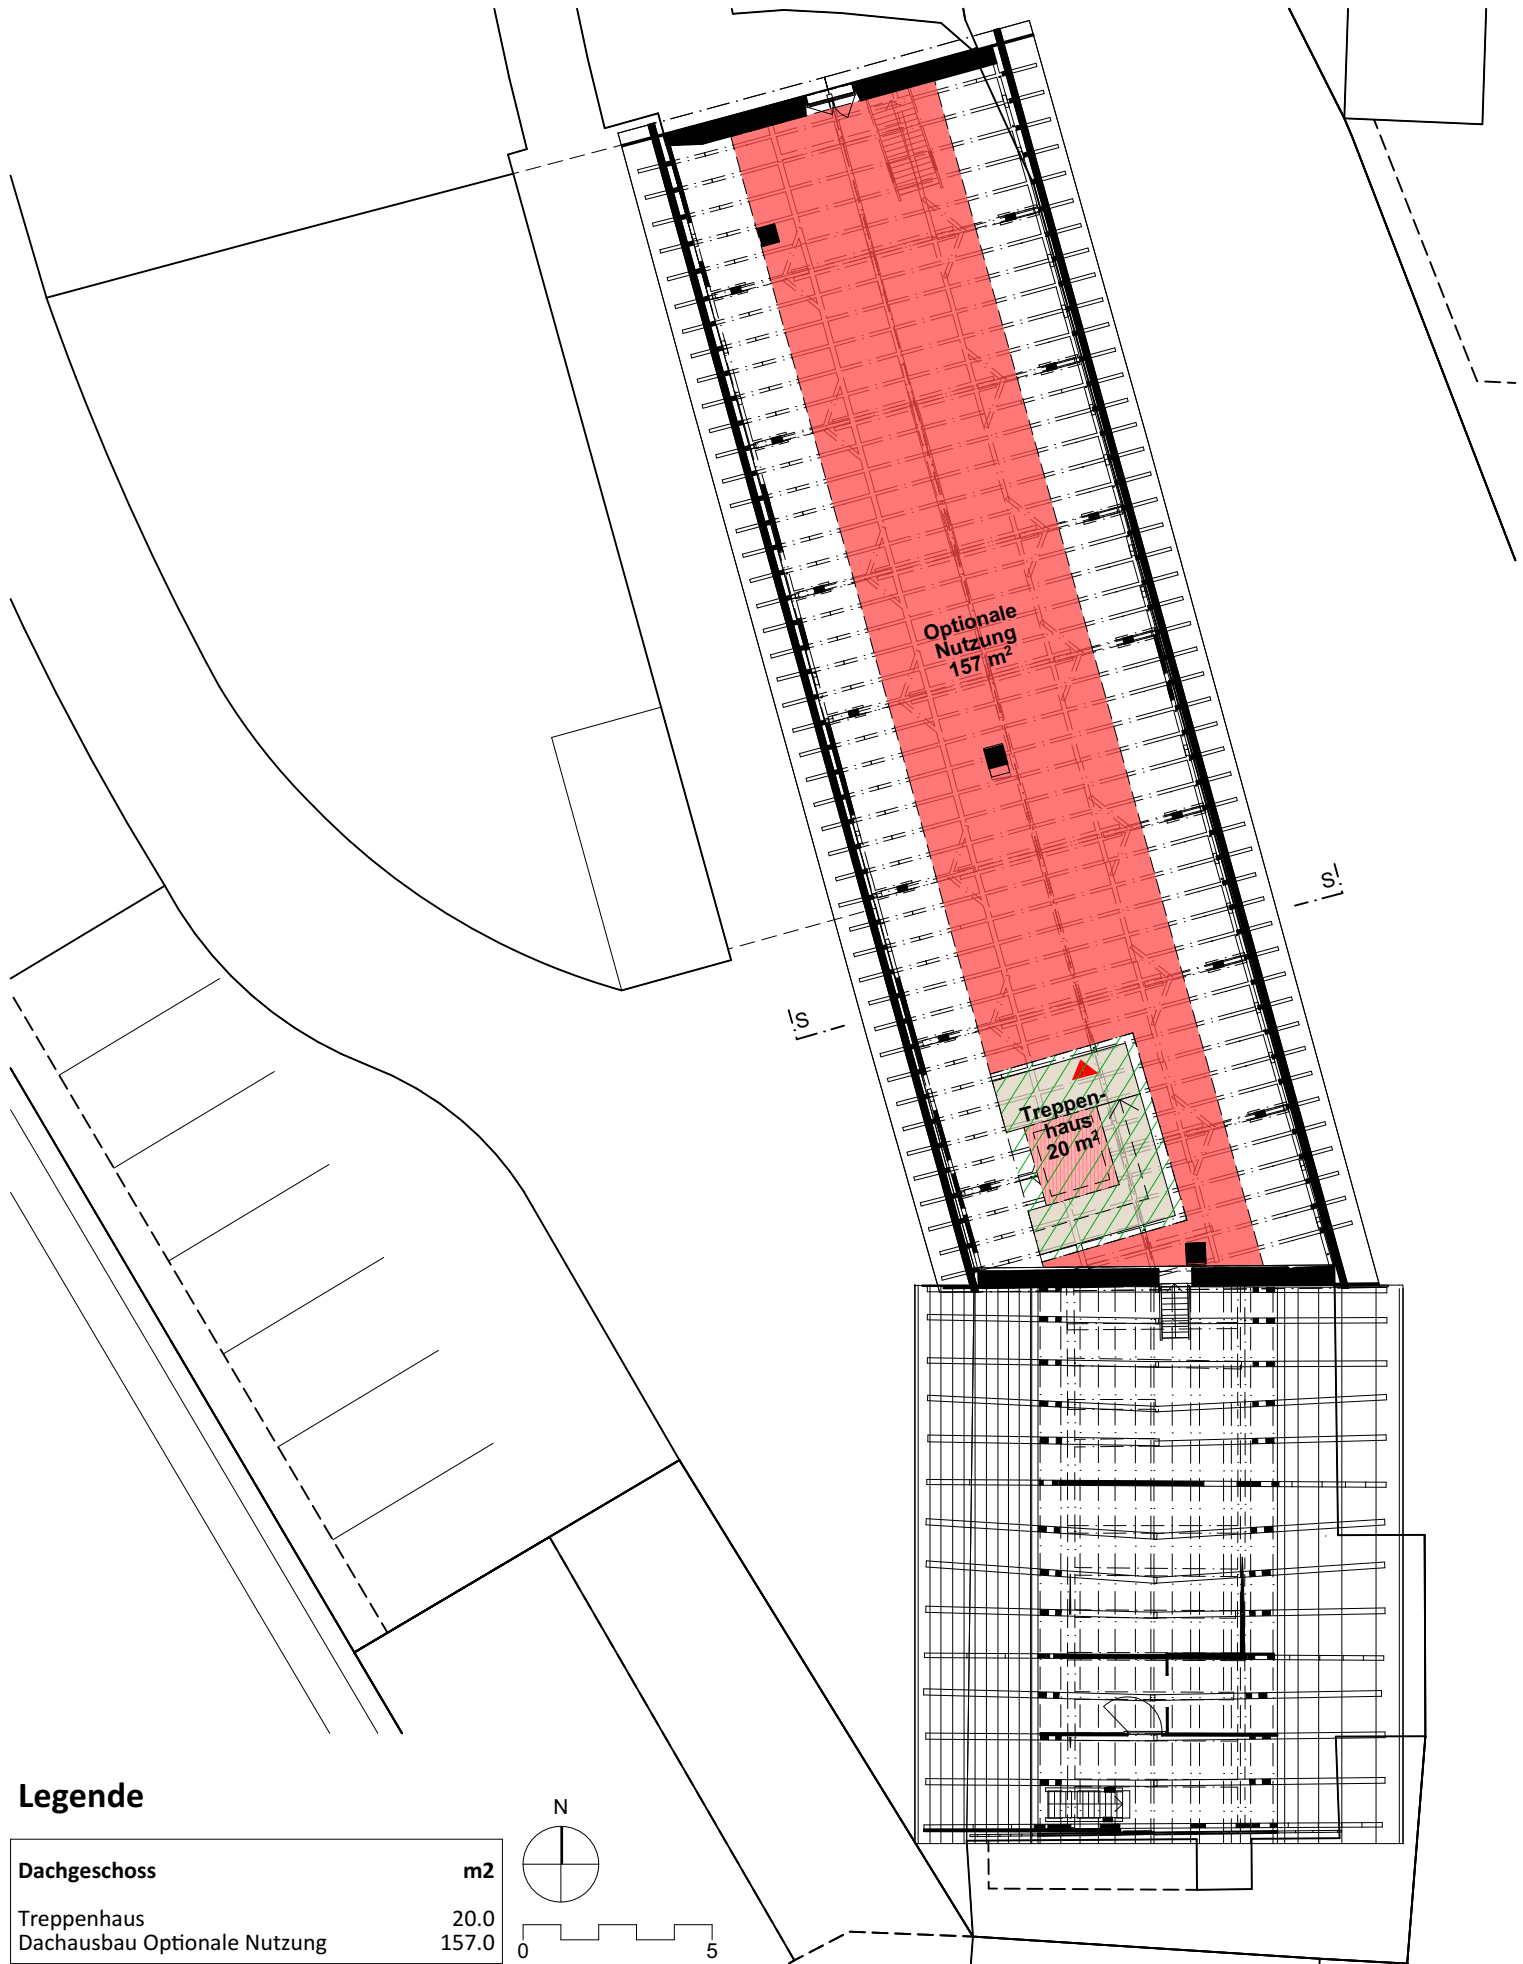 Optionale
Nutzung
157 m²
S
S
Treppen-
haus
20 m²
Legende
N
Dachgeschoss m2
Treppenhaus 20.0
Dachausbau Optionale Nutzung 157.0
0 5